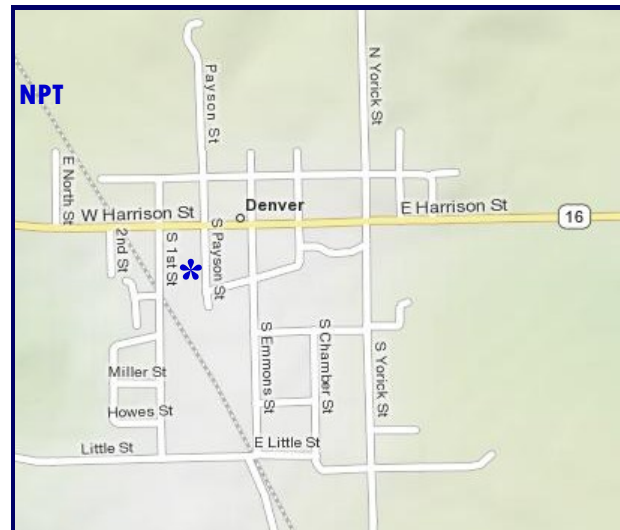 NPT
Payson St
N Yorick St
E North St
W Harrison St
Denver
E Harrison St
16
2nd St
S 1st St
*
S Payson St
S Emmons St
S Chamber St
S Yorick St
Miller St
Howes St
Little St
E Little St